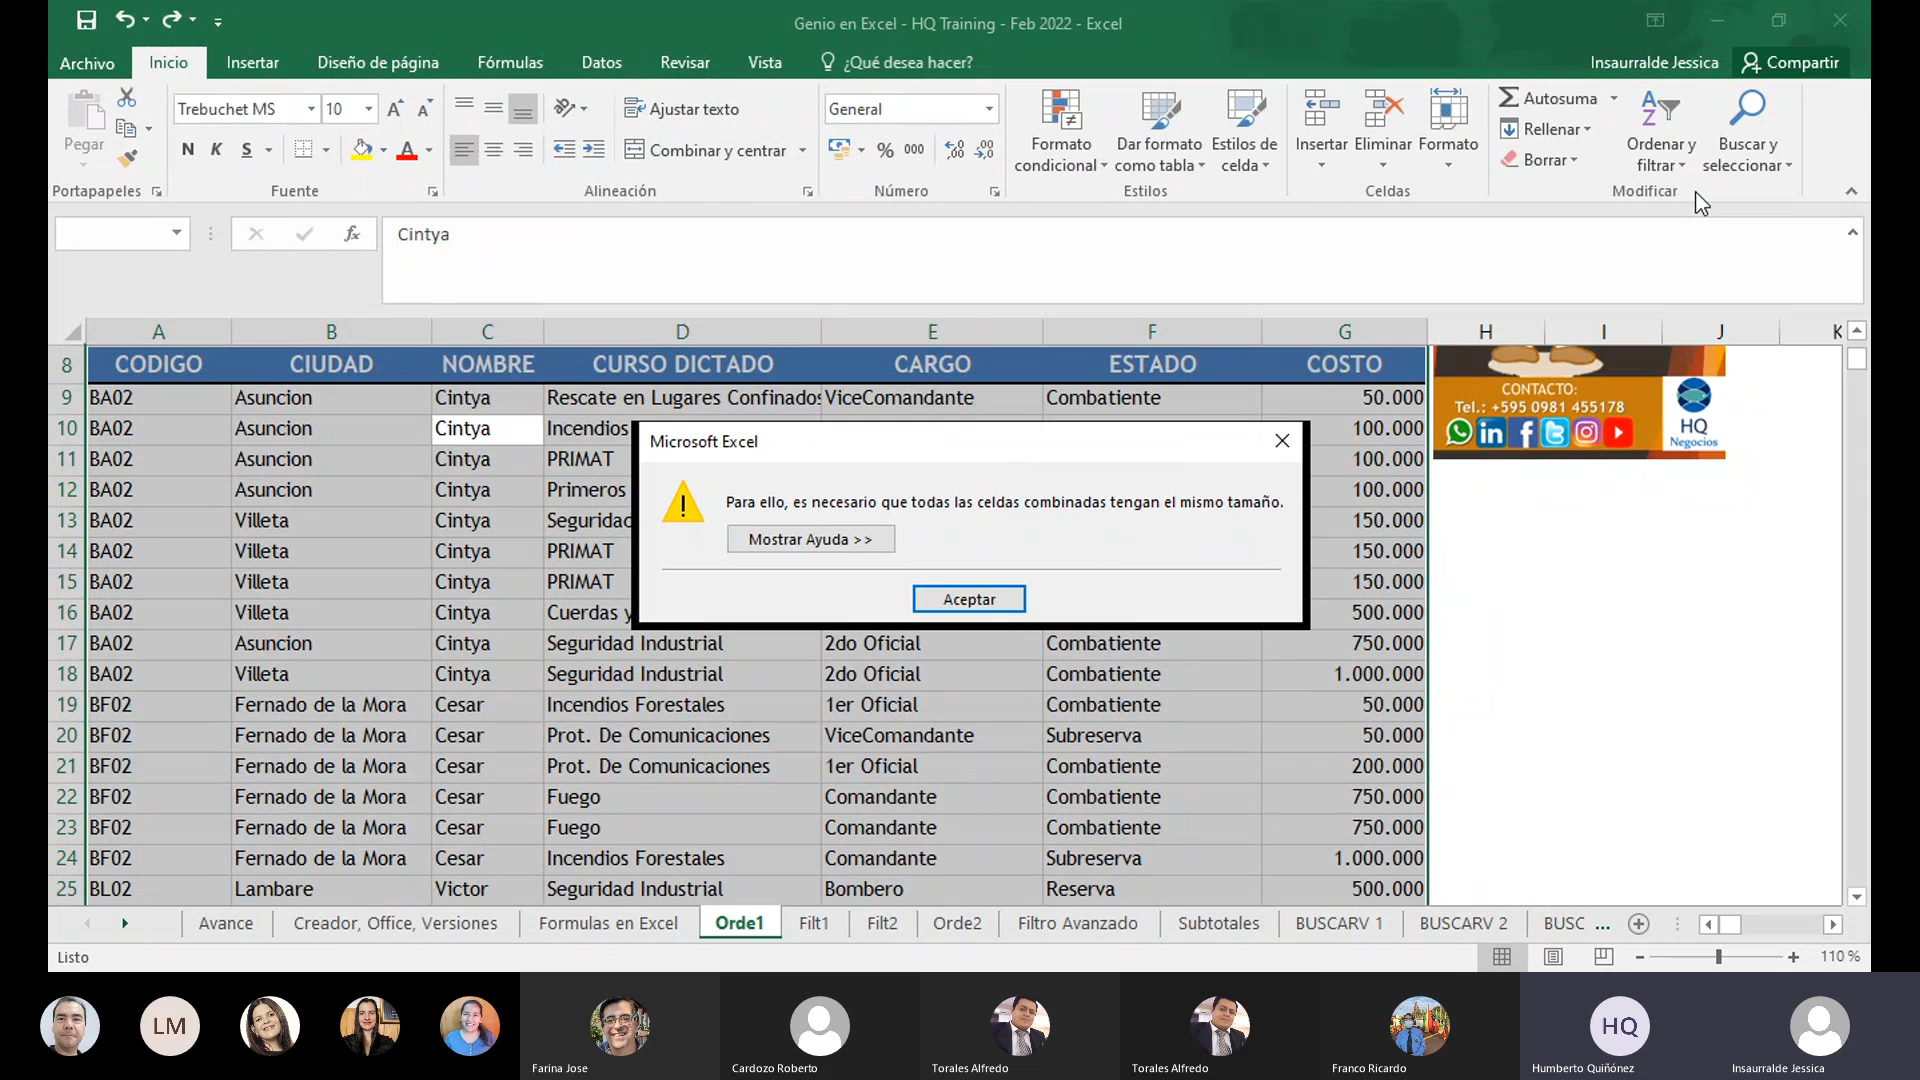 Genio en Excel - HQ Training - Feb 2022 - Excel
Archivo Inicio Insertar Diseño de página Fórmulas Datos Revisar Vista ¿Qué desea hacer? Insaurralde Jessica Compartir
Pegar
Portapapeles
Trebuchet MS 10
N K S
Fuente
Ajustar texto
Combinar y centrar
Alineación
General
% 000
Número
Formato condicional
Dar formato como tabla
Estilos de celda
Estilos
Insertar Eliminar Formato
Celdas
Autosuma
Rellenar
Borrar
Ordenar y filtrar
Buscar y seleccionar
Modificar
fx Cintya
A B C D E F G H I J K
8 CODIGO CIUDAD NOMBRE CURSO DICTADO CARGO ESTADO COSTO
9 BA02 Asuncion Cintya Rescate en Lugares Confinados ViceComandante Combatiente 50.000
10 BA02 Asuncion Cintya Incendios 100.000
11 BA02 Asuncion Cintya PRIMAT 100.000
12 BA02 Asuncion Cintya Primeros 100.000
13 BA02 Villeta Cintya Seguridad 150.000
14 BA02 Villeta Cintya PRIMAT 150.000
15 BA02 Villeta Cintya PRIMAT 150.000
16 BA02 Villeta Cintya Cuerdas y 500.000
17 BA02 Asuncion Cintya Seguridad Industrial 2do Oficial Combatiente 750.000
18 BA02 Villeta Cintya Seguridad Industrial 2do Oficial Combatiente 1.000.000
19 BF02 Fernado de la Mora Cesar Incendios Forestales 1er Oficial Combatiente 50.000
20 BF02 Fernado de la Mora Cesar Prot. De Comunicaciones ViceComandante Subreserva 50.000
21 BF02 Fernado de la Mora Cesar Prot. De Comunicaciones 1er Oficial Combatiente 200.000
22 BF02 Fernado de la Mora Cesar Fuego Comandante Combatiente 750.000
23 BF02 Fernado de la Mora Cesar Fuego Comandante Combatiente 750.000
24 BF02 Fernado de la Mora Cesar Incendios Forestales Comandante Subreserva 1.000.000
25 BL02 Lambare Victor Seguridad Industrial Bombero Reserva 500.000
CONTACTO:
Tel.: +595 0981 455178
HQ
Negocios
Microsoft Excel
Para ello, es necesario que todas las celdas combinadas tengan el mismo tamaño.
Mostrar Ayuda >>
Aceptar
Avance Creador, Office, Versiones Formulas en Excel Orde1 Filt1 Filt2 Orde2 Filtro Avanzado Subtotales BUSCARV 1 BUSCARV 2 BUSC ...
Listo 110 %
LM HQ
Farina Jose Cardozo Roberto Torales Alfredo Torales Alfredo Franco Ricardo Humberto Quiñónez Insaurralde Jessica